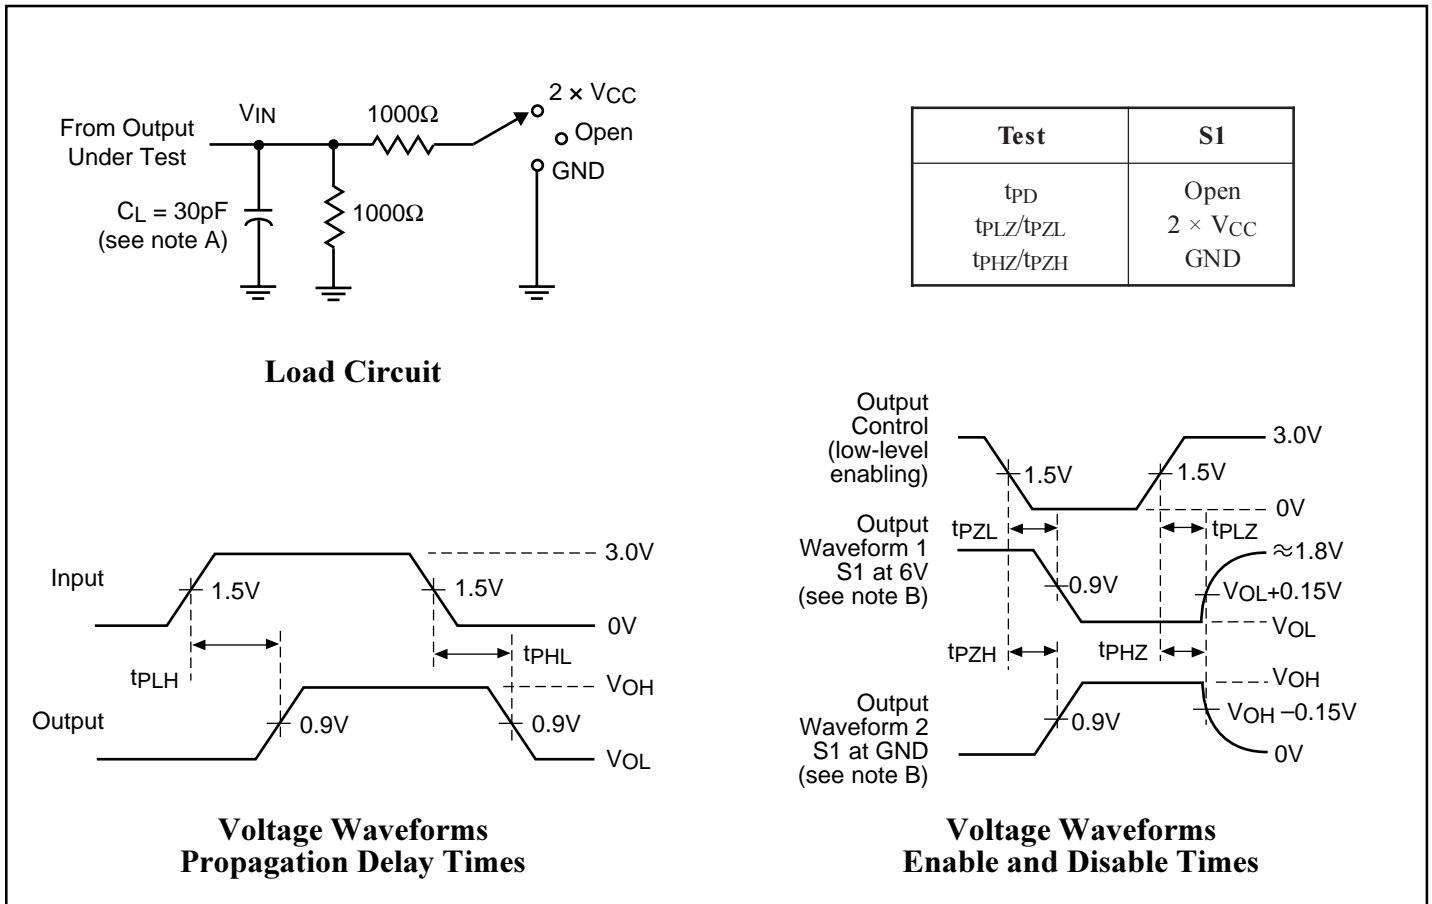 VIN
1000Ω
2 × VCC
From Output
Under Test
Open
GND
CL = 30pF
(see note A)
1000Ω
Load Circuit
Test S1
tPD Open
tPLZ/tPZL 2 × VCC
tPHZ/tPZH GND
Input
1.5V
1.5V
3.0V
0V
tPLH
tPHL
Output
0.9V
0.9V
VOH
VOL
Voltage Waveforms
Propagation Delay Times
Output
Control
(low-level
enabling)
1.5V
1.5V
3.0V
0V
tPZL
tPLZ
Output
Waveform 1
S1 at 6V
(see note B)
0.9V
≈1.8V
VOL+0.15V
VOL
tPZH
tPHZ
Output
Waveform 2
S1 at GND
(see note B)
0.9V
VOH
VOH –0.15V
0V
Voltage Waveforms
Enable and Disable Times